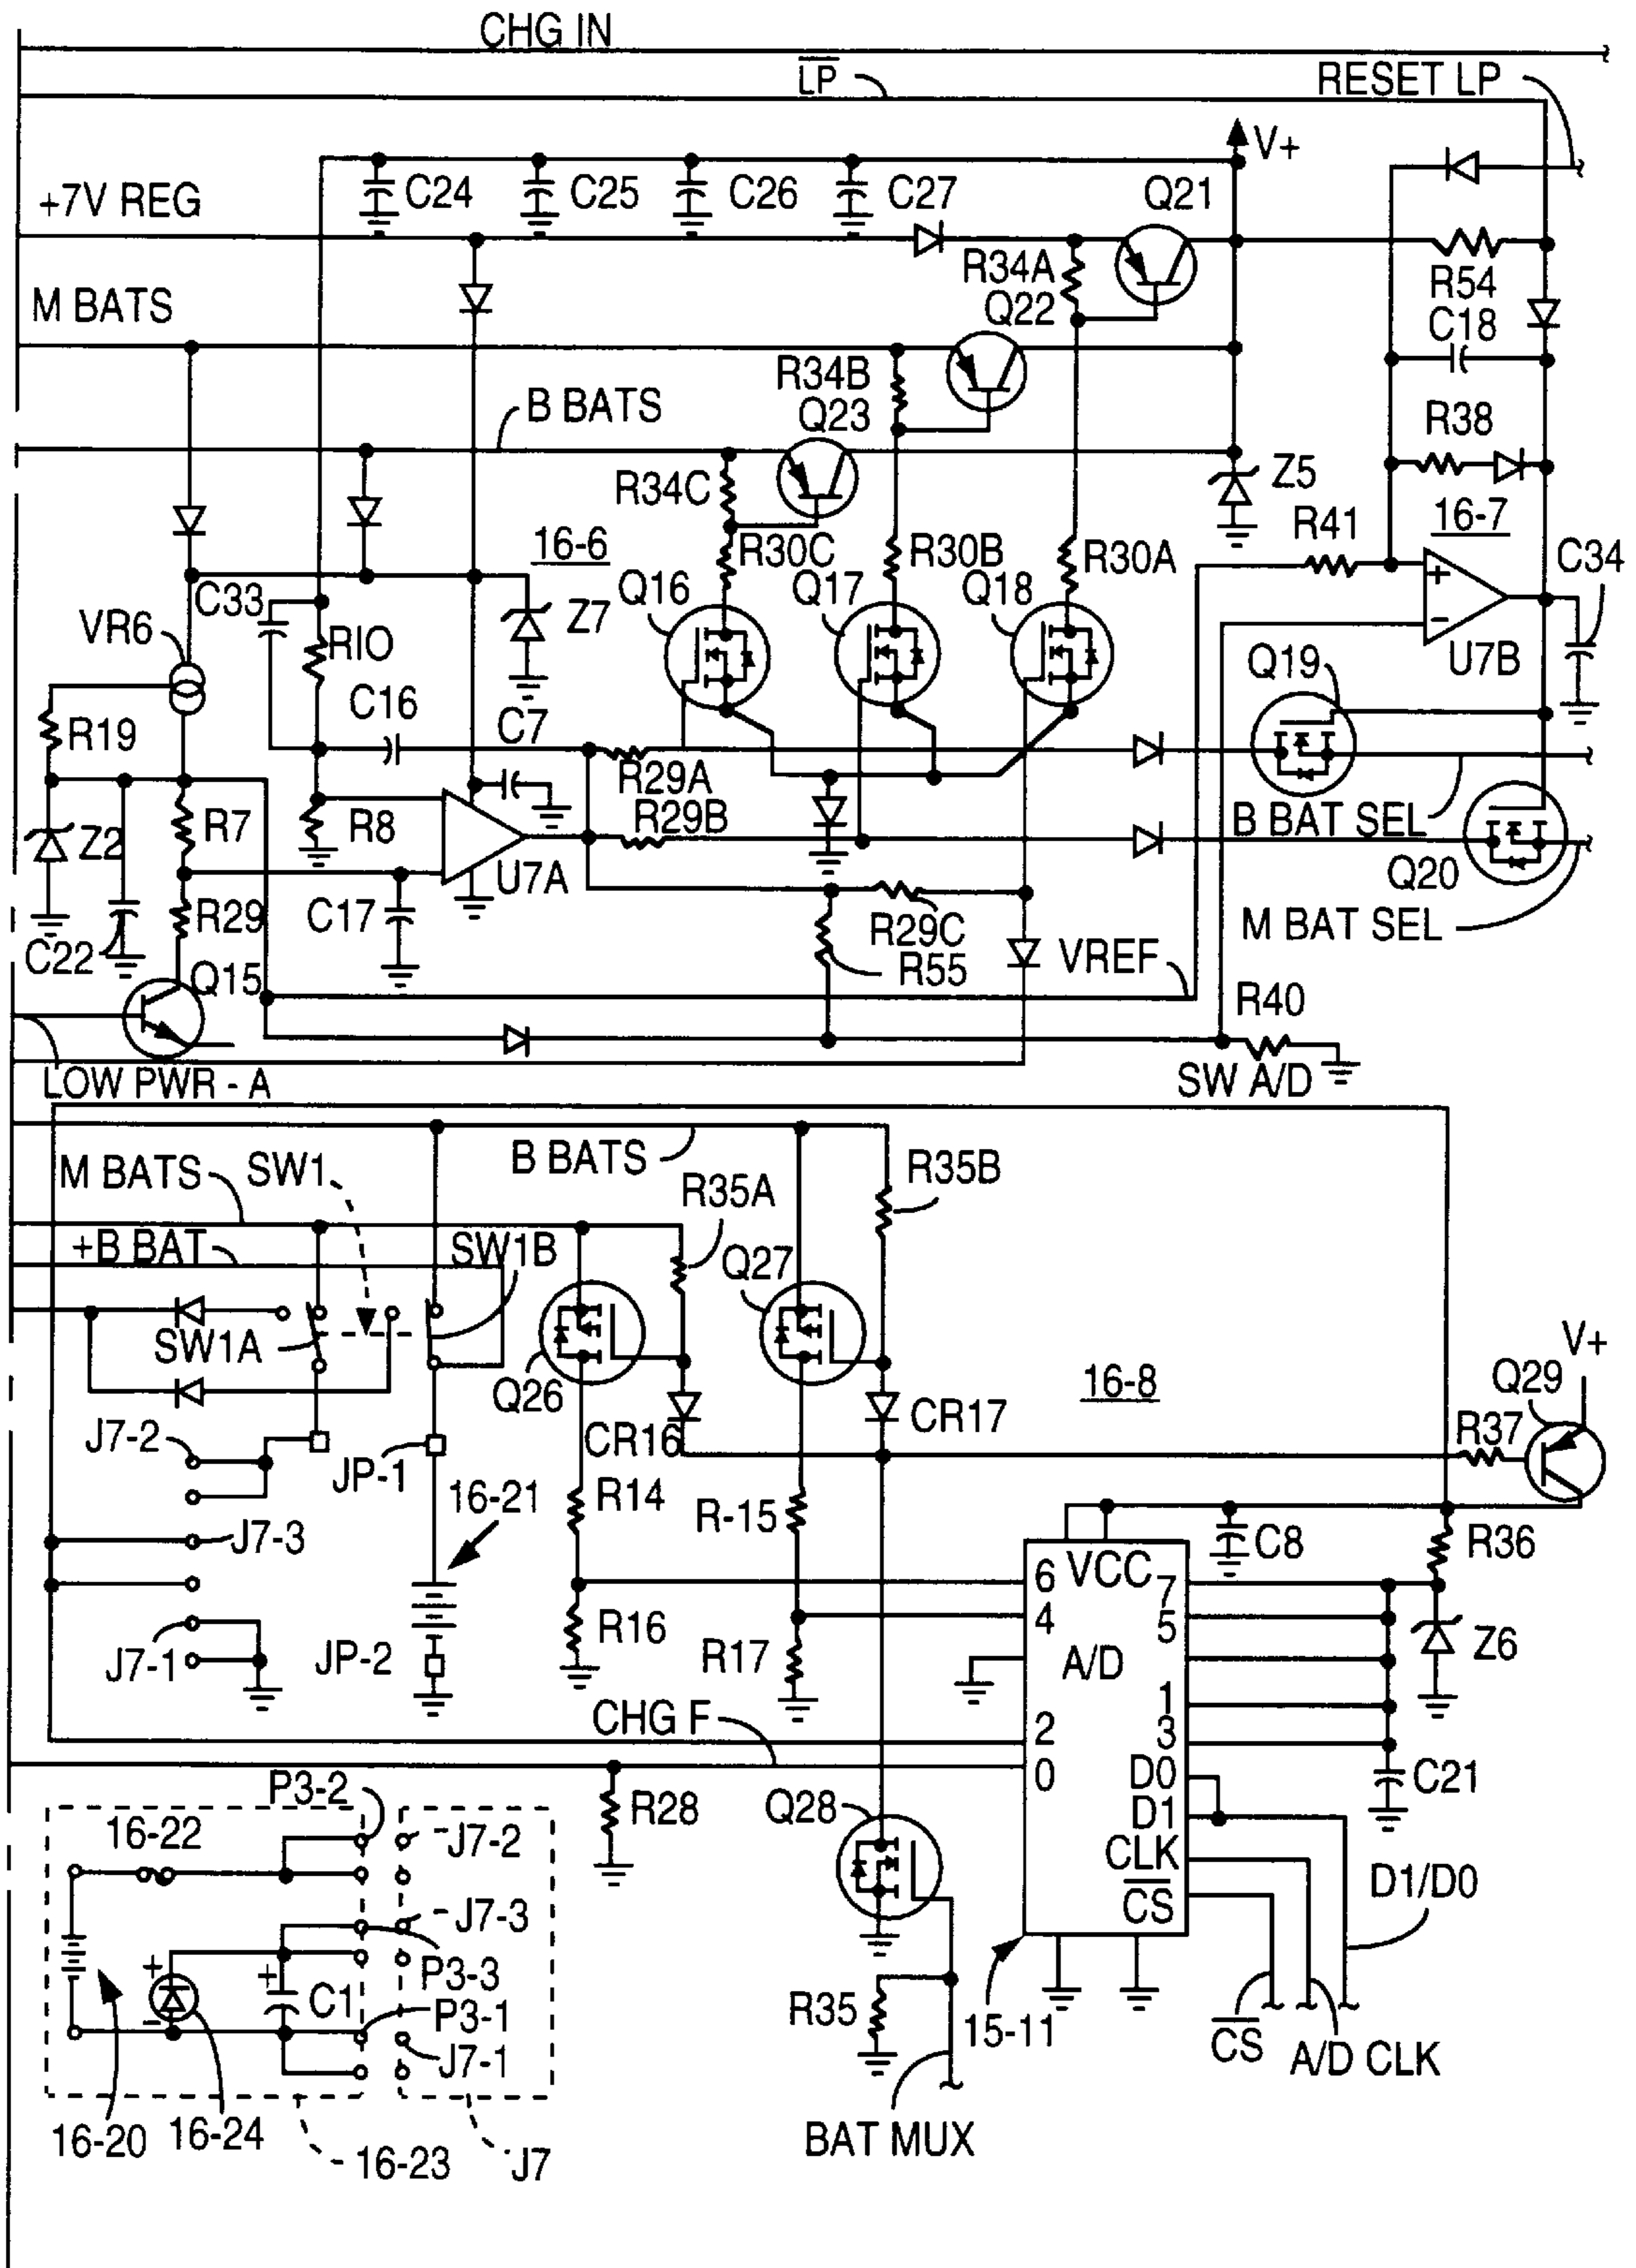 CHG IN
LP
RESET LP
V+
+7V REG
C24
C25
C26
C27
Q21
M BATS
R34A
Q22
R54
C18
B BATS
R34B
Q23
R38
R34C
Z5
16-6
R30C
R30B
R30A
R41
16-7
C34
C33
Q16
Q17
Q18
Z7
VR6
RIO
U7B
Q19
R19
C16
C7
R29A
R29B
B BAT SEL
Z2
R7
R8
U7A
Q20
R29
C17
R29C
M BAT SEL
C22
R55
VREF
Q15
R40
LOW PWR - A
SW A/D
M BATS
SW1
B BATS
R35A
R35B
+B BAT
SW1B
Q27
SW1A
Q26
16-8
V+
Q29
J7-2
CR16
CR17
R37
JP-1
16-21
R14
R-15
J7-3
C8
R36
6
VCC
7
4
5
R16
J7-1
JP-2
R17
A/D
Z6
1
CHG F
2
3
0
D0
C21
P3-2
R28
Q28
D1
16-22
J7-2
CLK
D1/D0
CS
J7-3
+
+
P3-3
C1
-
P3-1
R35
15-11
J7-1
CS
A/D CLK
16-20
16-24
16-23
J7
BAT MUX
+
-